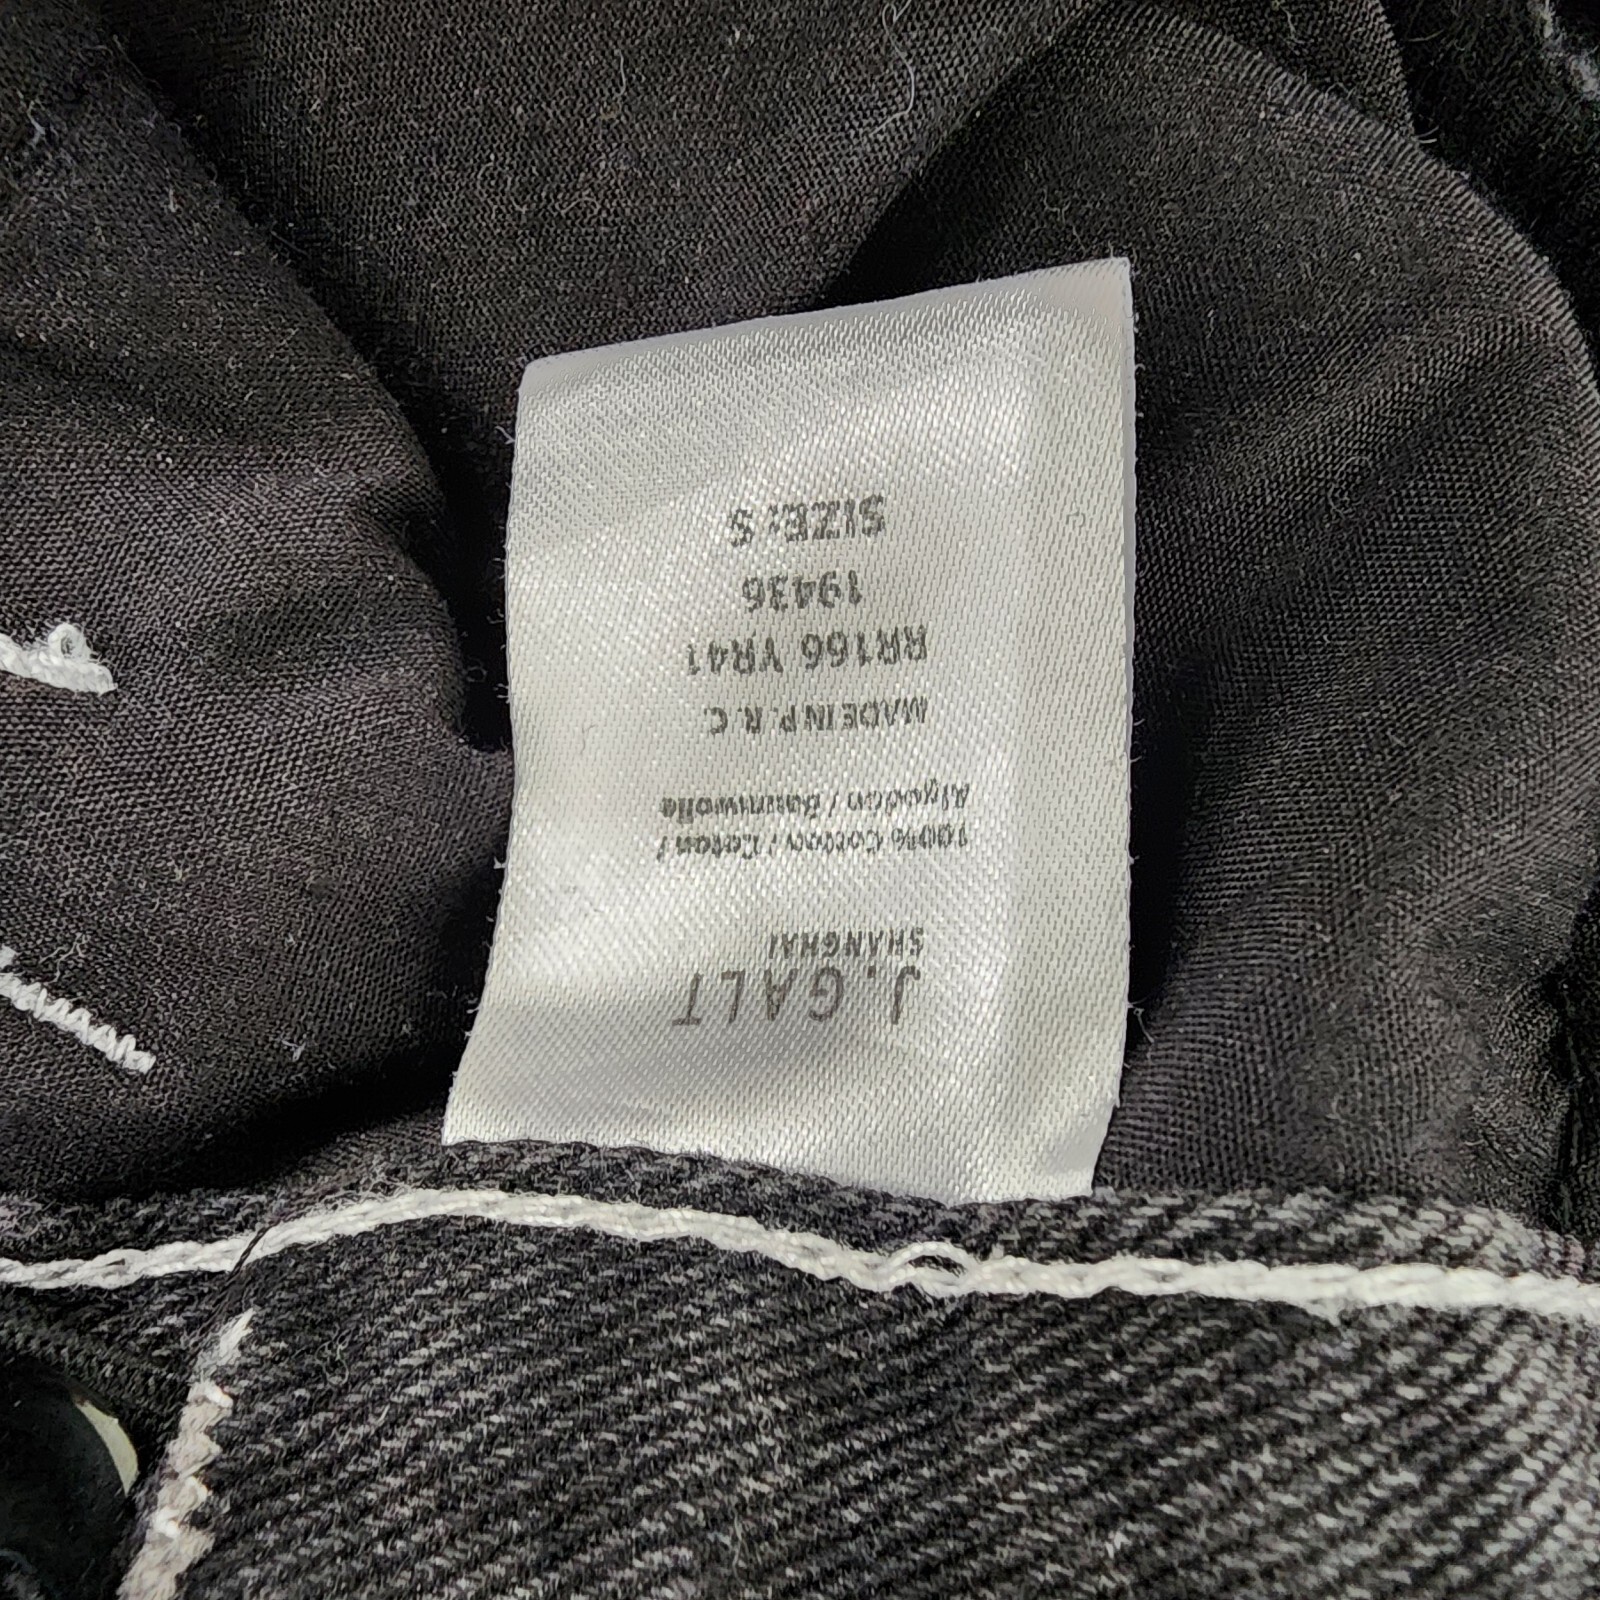 J.GALT
SHANGHAI
100% Cotton / Coton /
Algodon / Baumwolle
MADE IN P. R. C
RR166 YR41
19436
SIZE: S